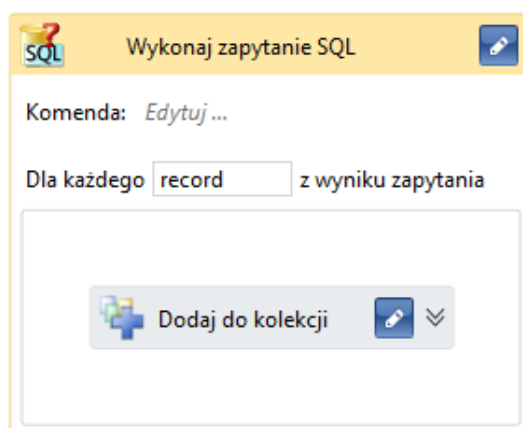 SQL Wykonaj zapytanie SQL
Komenda: Edytuj ...
Dla każdego record z wyniku zapytania
Dodaj do kolekcji